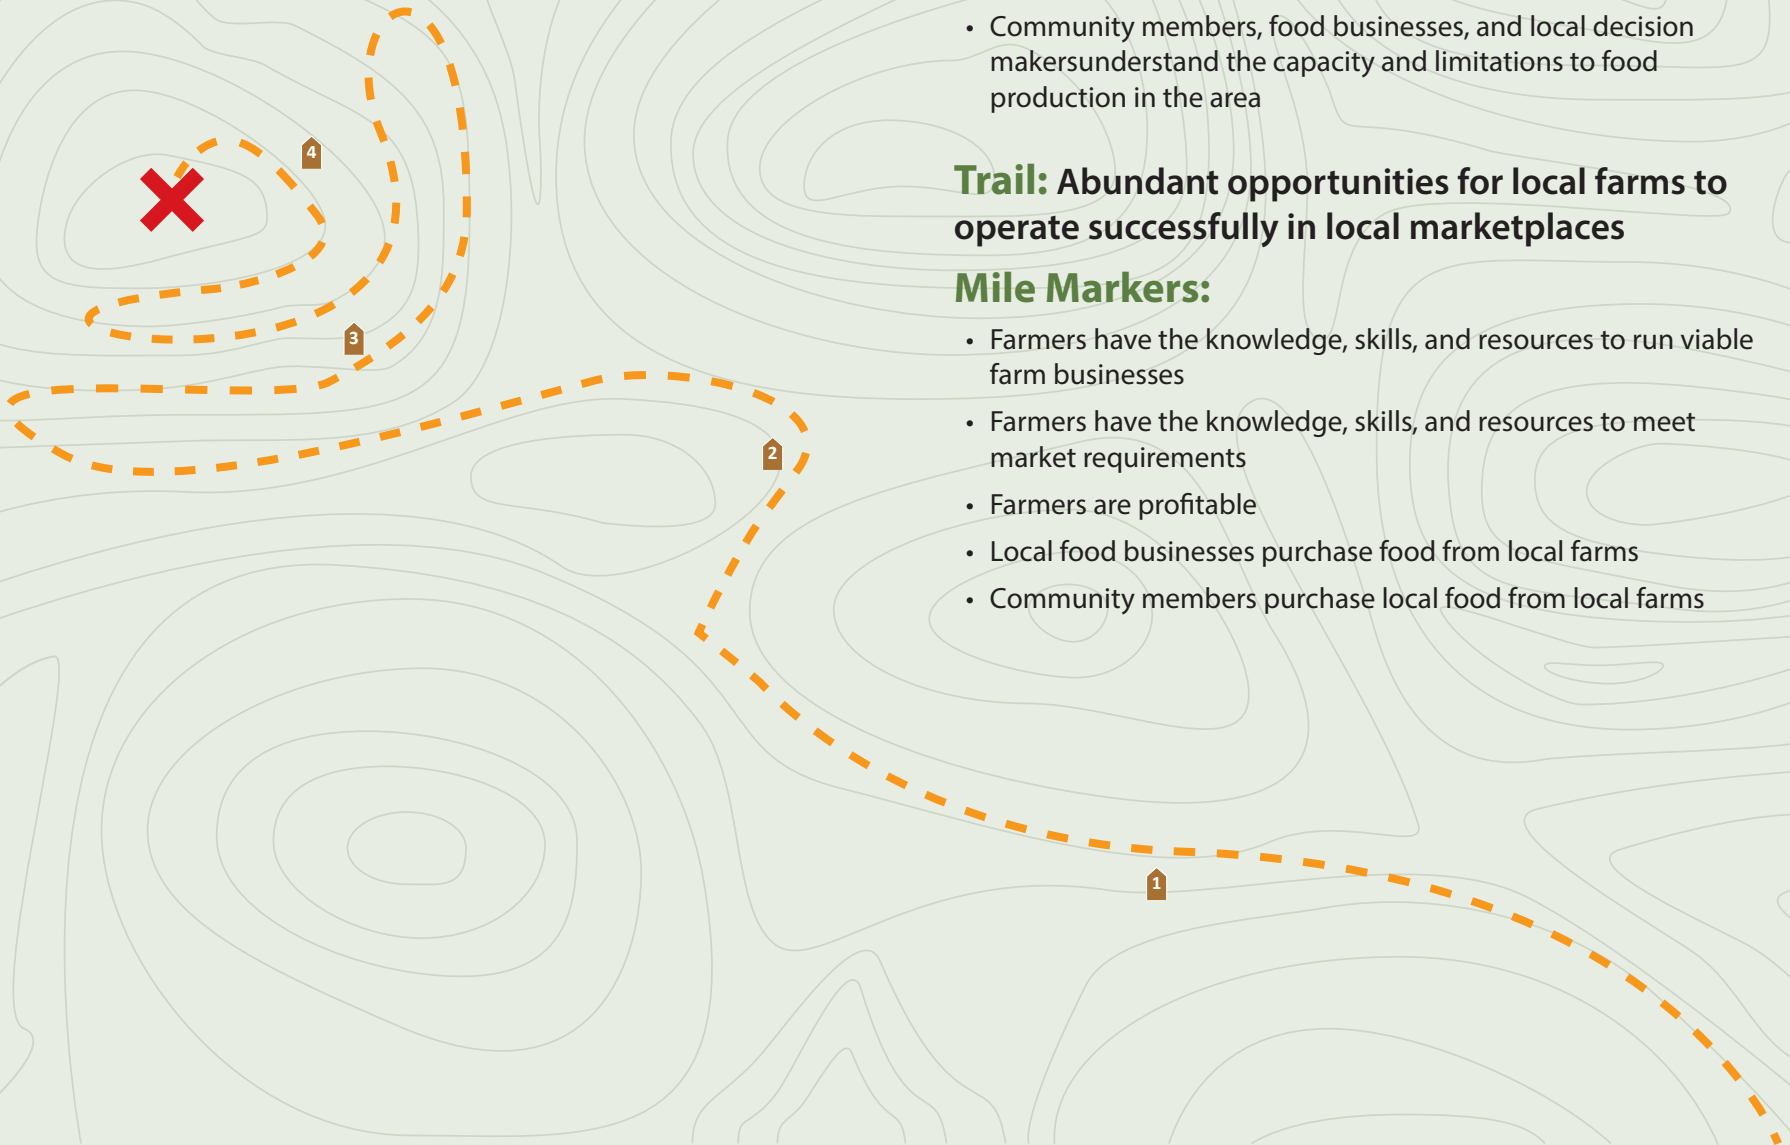 • Community members, food businesses, and local decision
makersunderstand the capacity and limitations to food
production in the area
Trail: Abundant opportunities for local farms to
operate successfully in local marketplaces
Mile Markers:
• Farmers have the knowledge, skills, and resources to run viable
farm businesses
• Farmers have the knowledge, skills, and resources to meet
market requirements
• Farmers are profitable
• Local food businesses purchase food from local farms
• Community members purchase local food from local farms
4
3
2
1